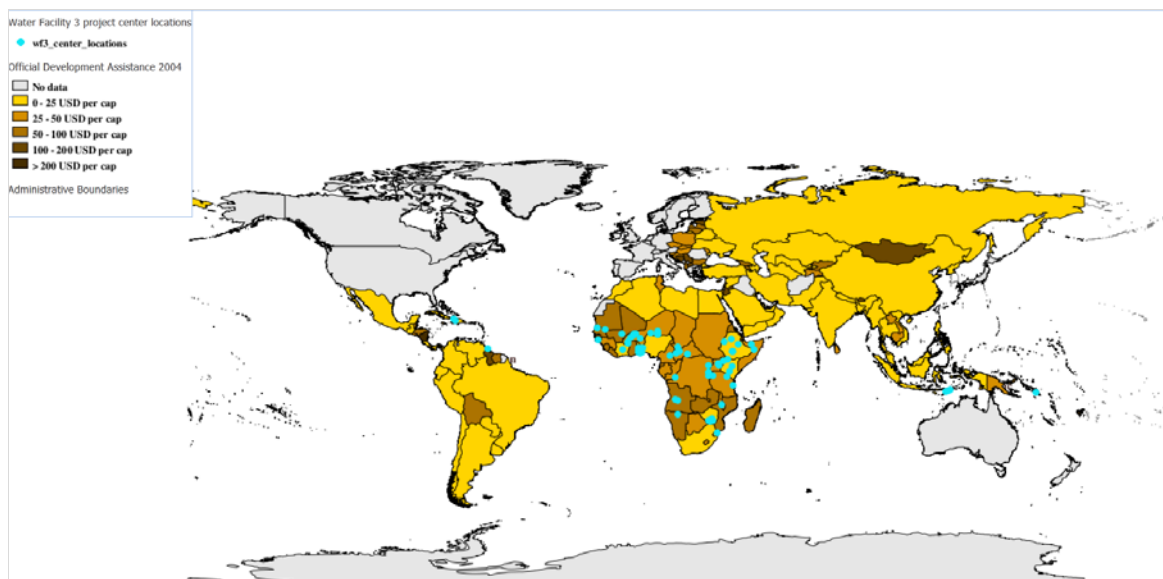 Water Facility 3 project center locations
wf3_center_locations
Official Development Assistance 2004
No data
0 - 25 USD per cap
25 - 50 USD per cap
50 - 100 USD per cap
100 - 200 USD per cap
> 200 USD per cap
Administrative Boundaries